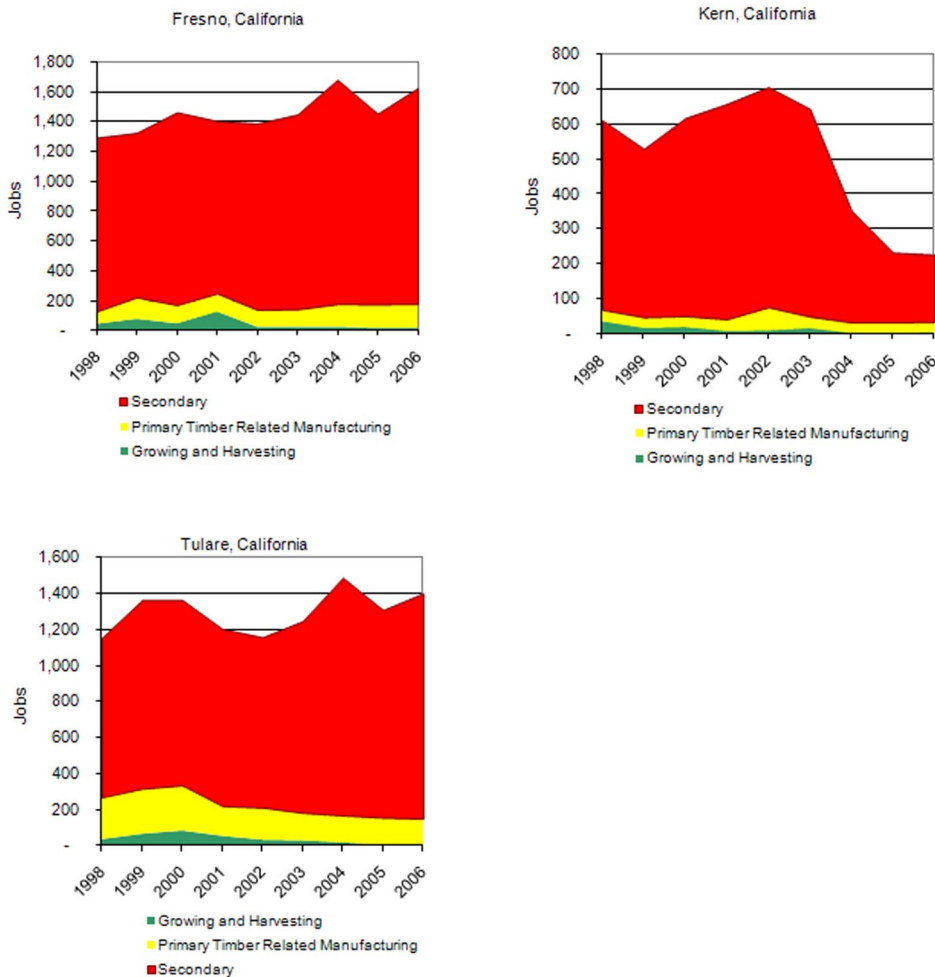 Fresno, California
1,800
1,600
1,400
1,200
1,000
800
600
400
200
-
Jobs
1998 1999 2000 2001 2002 2003 2004 2005 2006
Secondary
Primary Timber Related Manufacturing
Growing and Harvesting
Kern, California
800
700
600
500
400
300
200
100
-
Jobs
1998 1999 2000 2001 2002 2003 2004 2005 2006
Secondary
Primary Timber Related Manufacturing
Growing and Harvesting
Tulare, California
1,600
1,400
1,200
1,000
800
600
400
200
-
Jobs
1998 1999 2000 2001 2002 2003 2004 2005 2006
Growing and Harvesting
Primary Timber Related Manufacturing
Secondary